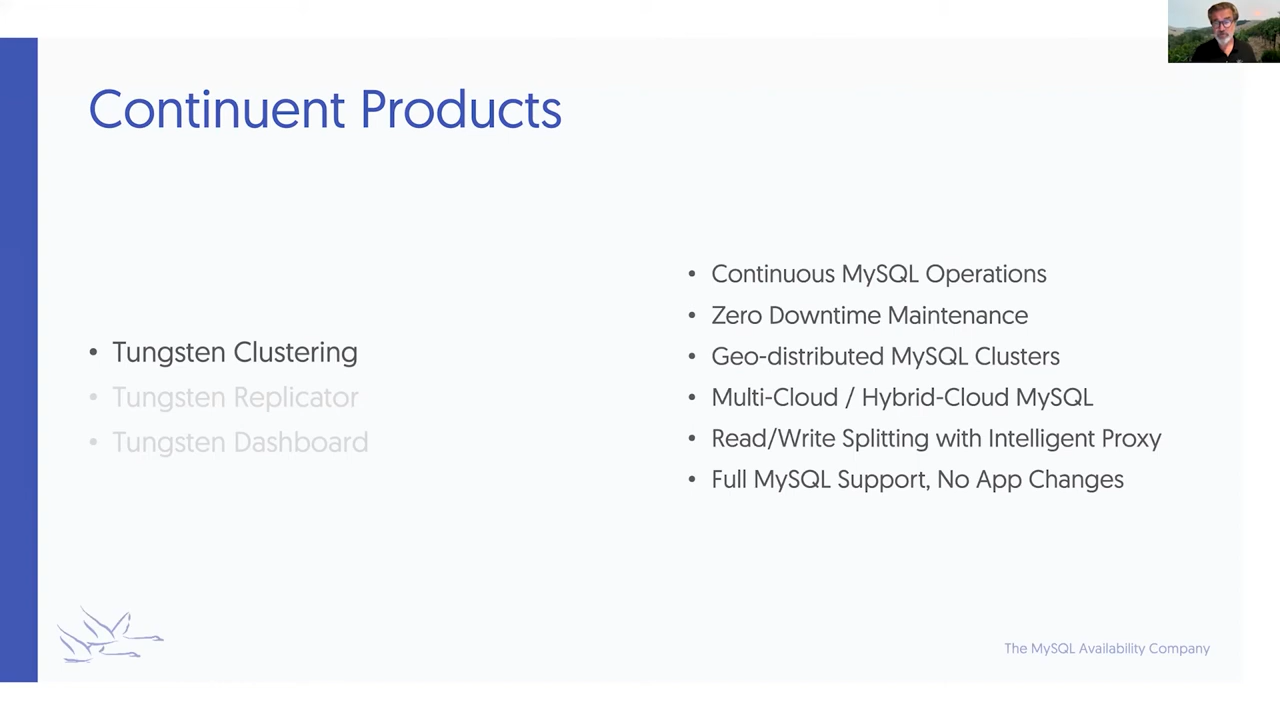 Continuent Products
• Tungsten Clustering
• Tungsten Replicator
• Tungsten Dashboard
• Continuous MySQL Operations
• Zero Downtime Maintenance
• Geo-distributed MySQL Clusters
• Multi-Cloud / Hybrid-Cloud MySQL
• Read/Write Splitting with Intelligent Proxy
• Full MySQL Support, No App Changes
The MySQL Availability Company